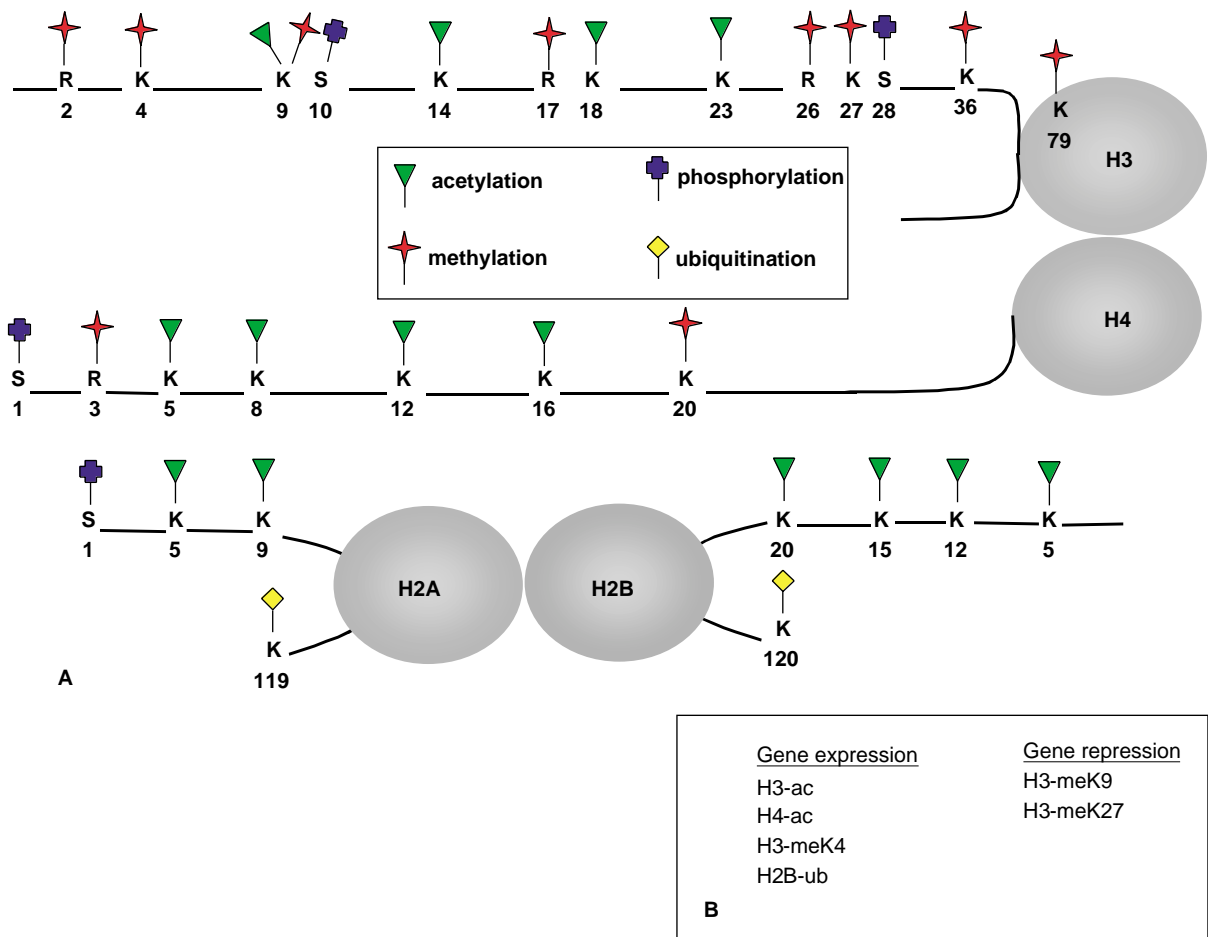 R K K S K R K K R K S K K
2 4 9 10 14 17 18 23 26 27 28 36 79
H3
acetylation phosphorylation
methylation ubiquitination
H4
S R K K K K K
1 3 5 8 12 16 20
S K K K K K K
1 5 9 20 15 12 5
H2A H2B
K K
119 120
A
Gene expression Gene repression
H3-ac H3-meK9
H4-ac H3-meK27
H3-meK4
H2B-ub
B